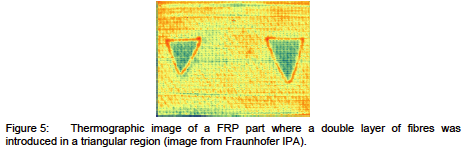 Figure 5: Thermographic image of a FRP part where a double layer of fibres was
introduced in a triangular region (image from Fraunhofer IPA).